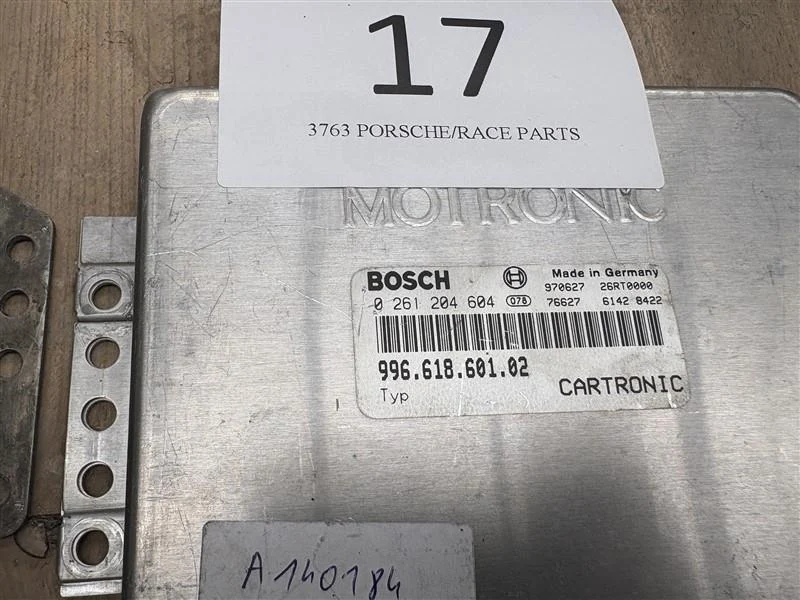 17
3763 PORSCHE/RACE PARTS
MOTRONIC
BOSCH Made in Germany
970627 26RT0000
0 261 204 604 078 76627 6142 8422
996.618.601.02
Typ CARTRONIC
A140184